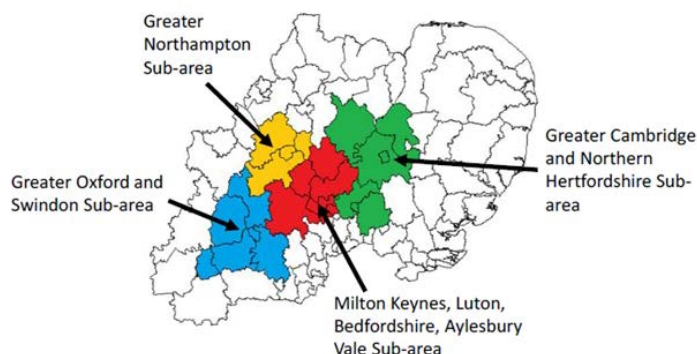 Greater
Northampton
Sub-area
Greater Cambridge
and Northern
Hertfordshire Sub-
area
Greater Oxford and
Swindon Sub-area
Milton Keynes, Luton,
Bedfordshire, Aylesbury
Vale Sub-area